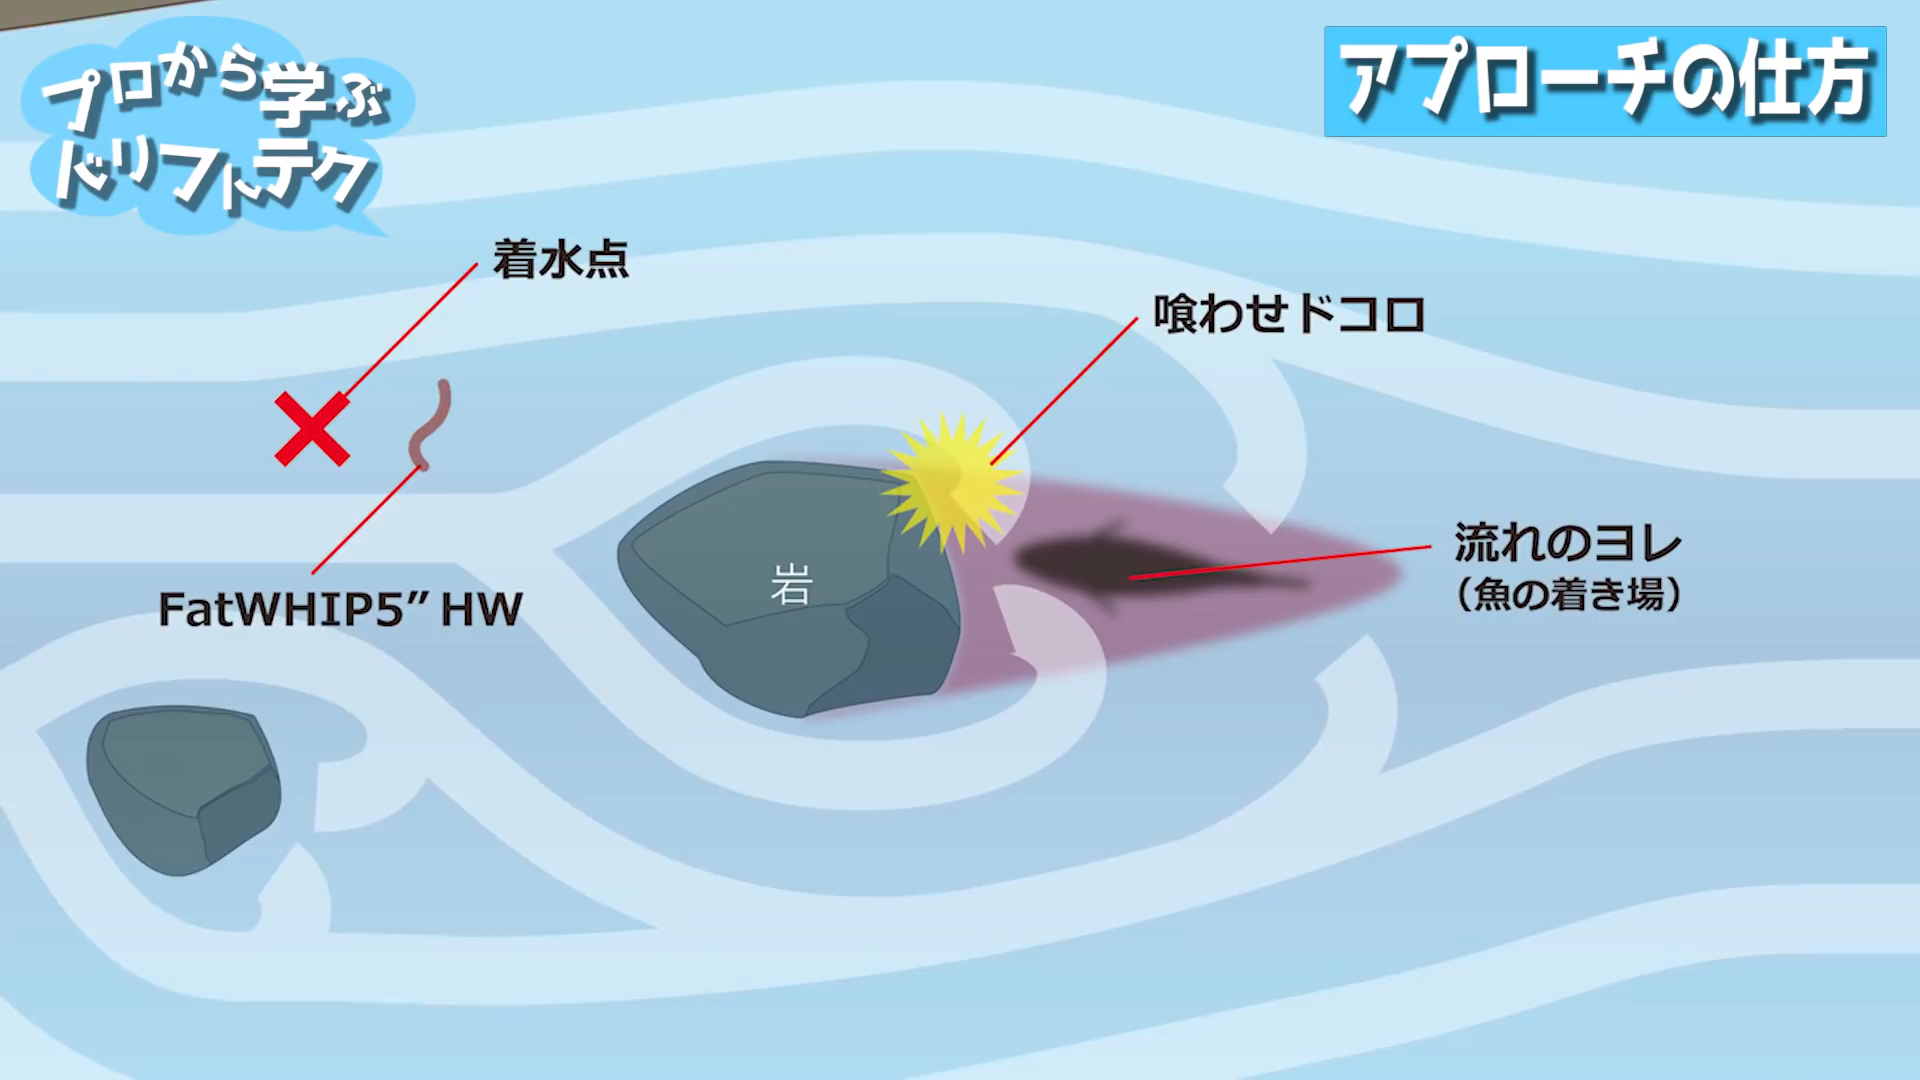 プロから学ぶ
ドリフトテク
アプローチの仕方
着水点
喰わせドコロ
流れのヨレ
（魚の着き場）
岩
FatWHIP5” HW